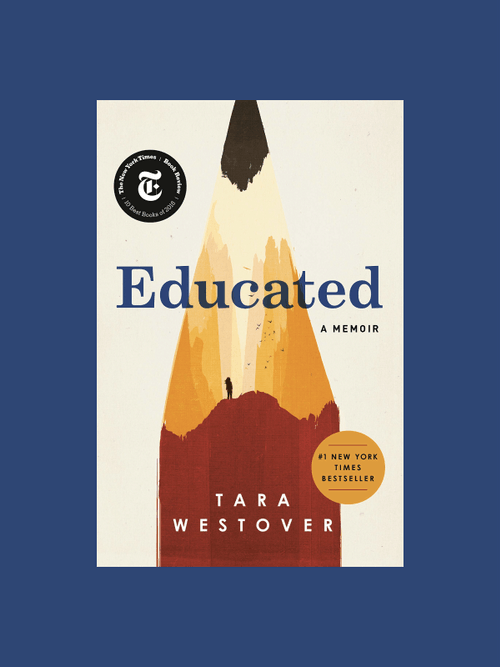 The New York Times | Book Review
| 10 Best Books of 2018 |
T
Educated
A MEMOIR
#1 NEW YORK
TIMES
BESTSELLER
TARA
WESTOVER